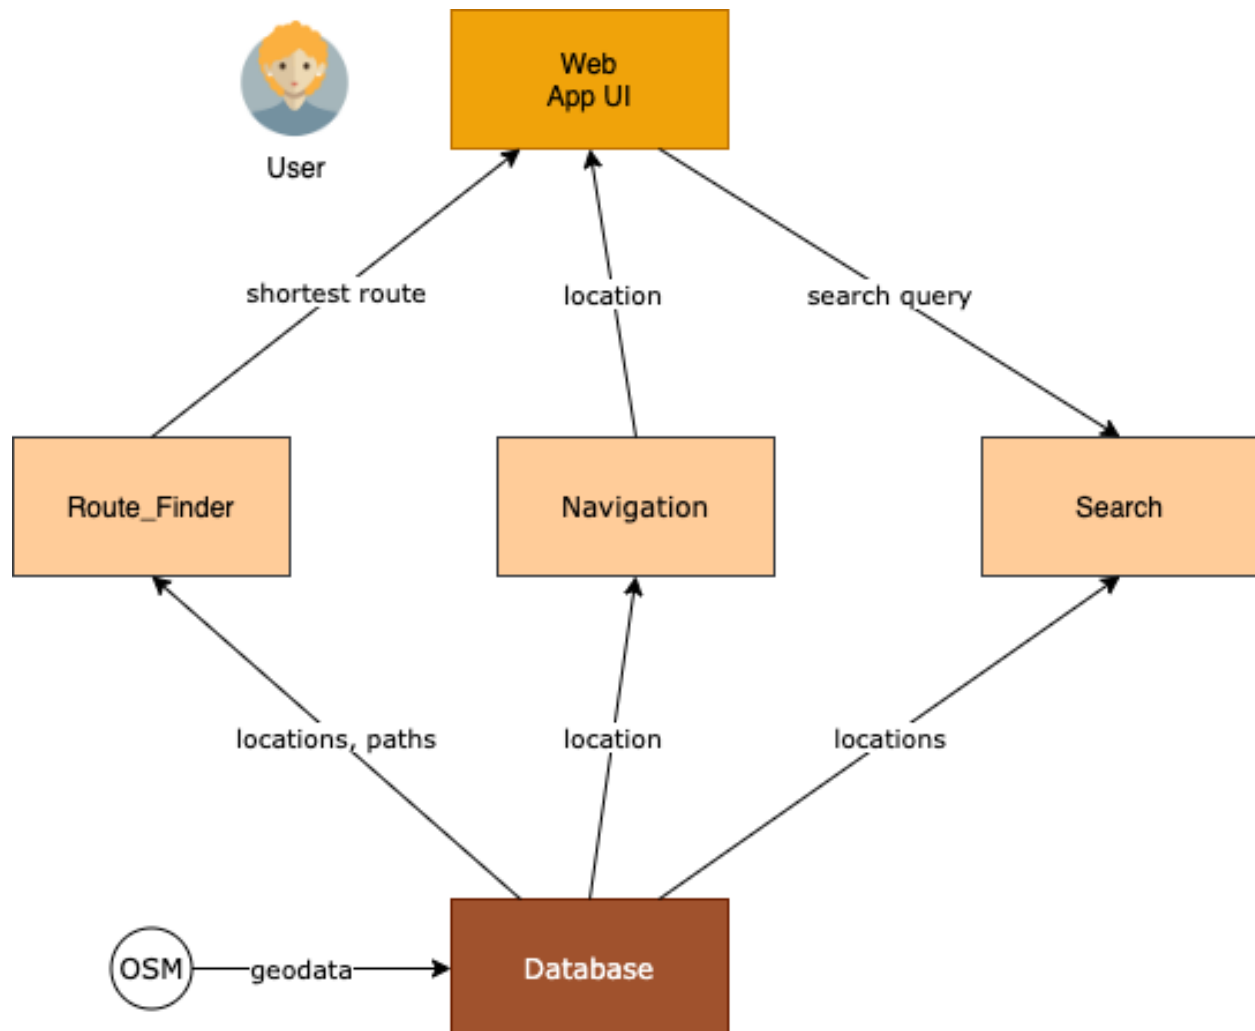 Web
App UI
User
shortest route
location
search query
Route_Finder
Navigation
Search
locations, paths
location
locations
OSM
geodata
Database